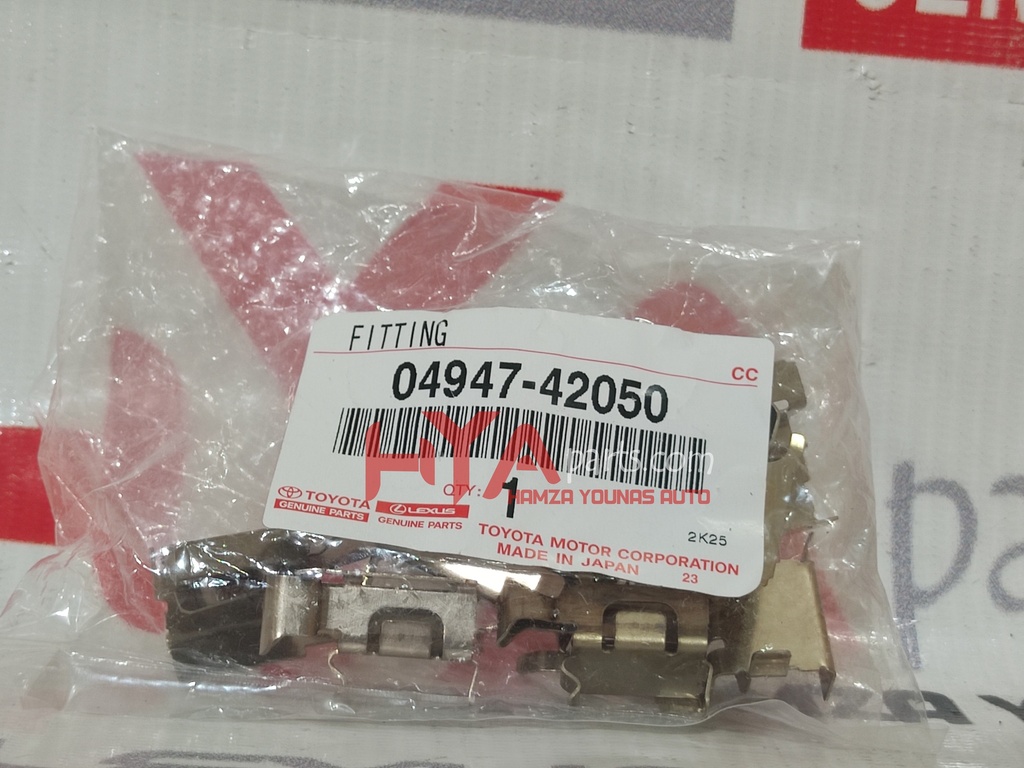 FITTING
CC
04947-42050
HYA parts.com
HAMZA YOUNAS AUTO
QTY: 1
TOYOTA
GENUINE PARTS
LEXUS
GENUINE PARTS
2K25
TOYOTA MOTOR CORPORATION
MADE IN JAPAN 23
pa